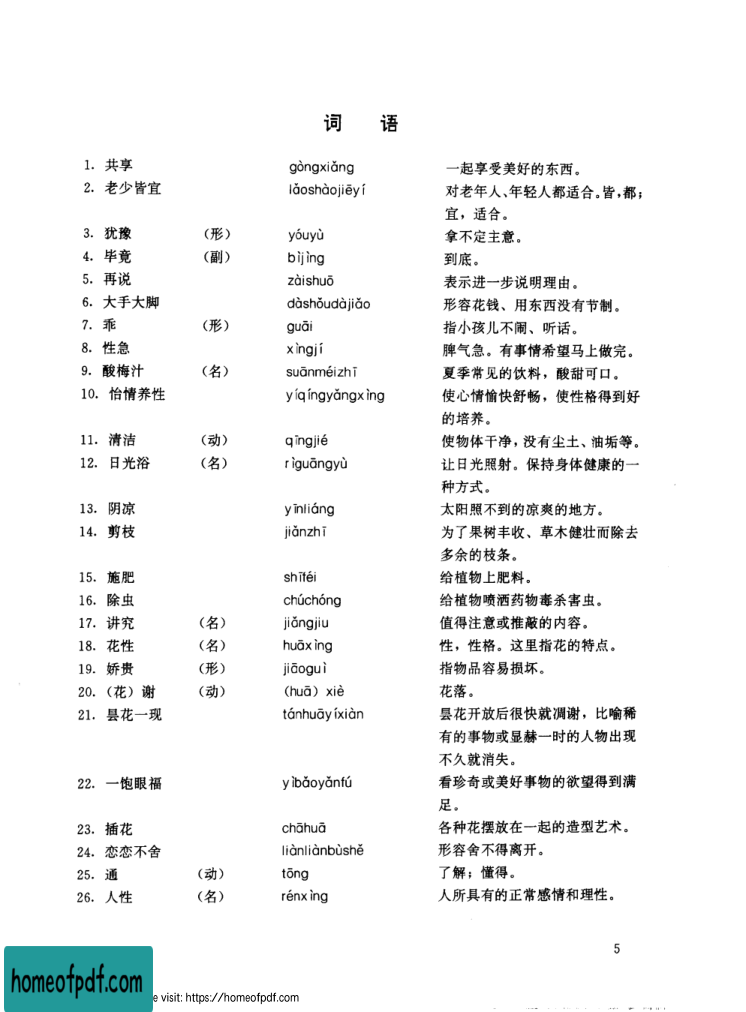 词 语
1. 共享 gòngxiǎng 一起享受美好的东西。
2. 老少皆宜 lǎoshàojiēyí 对老年人、年轻人都适合。皆,都;
宜,适合。
3. 犹豫 (形) yóuyù 拿不定主意。
4. 毕竟 (副) bìjìng 到底。
5. 再说 zàishuō 表示进一步说明理由。
6. 大手大脚 dàshǒudàjiǎo 形容花钱、用东西没有节制。
7. 乖 (形) guāi 指小孩儿不闹、听话。
8. 性急 xìngjí 脾气急。有事情希望马上做完。
9. 酸梅汁 (名) suānméizhī 夏季常见的饮料,酸甜可口。
10. 怡情养性 yíqíngyǎngxìng 使心情愉快舒畅,使性格得到好
的培养。
11. 清洁 (动) qīngjié 使物体干净,没有尘土、油垢等。
12. 日光浴 (名) rìguāngyù 让日光照射。保持身体健康的一
种方式。
13. 阴凉 yīnliáng 太阳照不到的凉爽的地方。
14. 剪枝 jiǎnzhī 为了果树丰收、草木健壮而除去
多余的枝条。
15. 施肥 shīféi 给植物上肥料。
16. 除虫 chúchóng 给植物喷洒药物毒杀害虫。
17. 讲究 (名) jiǎngjiu 值得注意或推敲的内容。
18. 花性 (名) huāxìng 性,性格。这里指花的特点。
19. 娇贵 (形) jiāoguì 指物品容易损坏。
20. (花)谢 (动) (huā) xiè 花落。
21. 昙花一现 tánhuāyíxiàn 昙花开放后很快就凋谢,比喻稀
有的事物或显赫一时的人物出现
不久就消失。
22. 一饱眼福 yìbǎoyǎnfú 看珍奇或美好事物的欲望得到满
足。
23. 插花 chāhuā 各种花摆放在一起的造型艺术。
24. 恋恋不舍 liànliànbùshě 形容舍不得离开。
25. 通 (动) tōng 了解;懂得。
26. 人性 (名) rénxìng 人所具有的正常感情和理性。
5
homeofpdf.com
e visit: https://homeofpdf.com